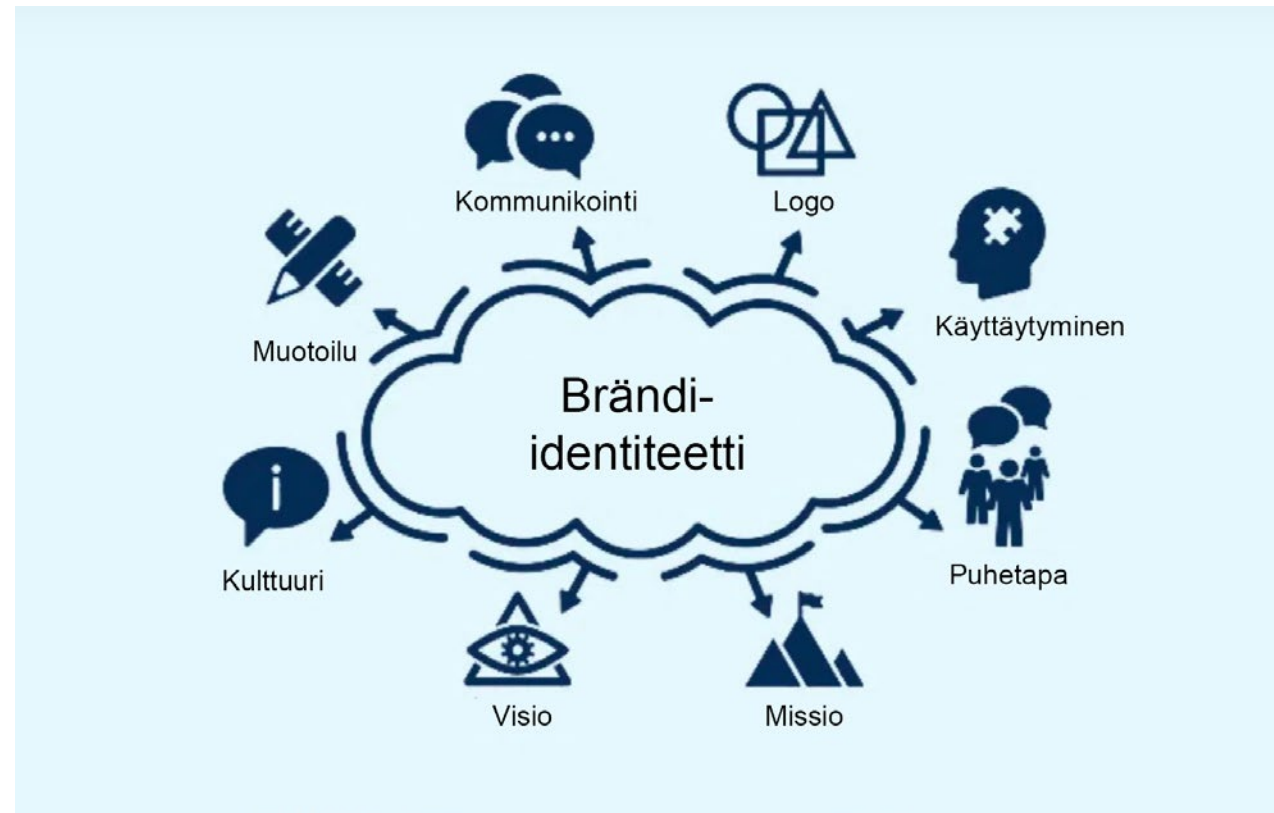 Kommunikointi
Logo
Muotoilu
Käyttäytyminen
Brändi-
identiteetti
Kulttuuri
Puhetapa
Visio
Missio